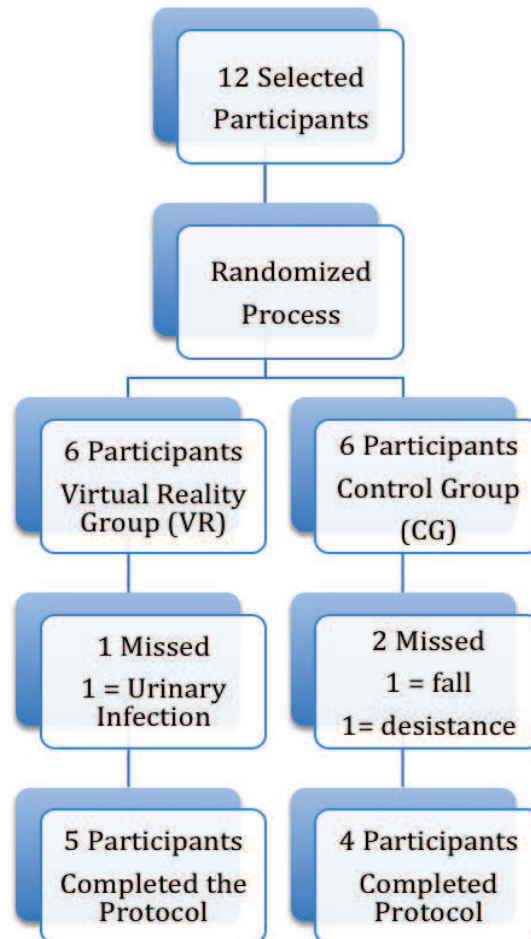 12 Selected
Participants
Randomized
Process
6 Participants
Virtual Reality
Group (VR)
6 Participants
Control Group
(CG)
1 Missed
1 = Urinary
Infection
2 Missed
1 = fall
1= desistance
5 Participants
Completed the
Protocol
4 Participants
Completed
Protocol